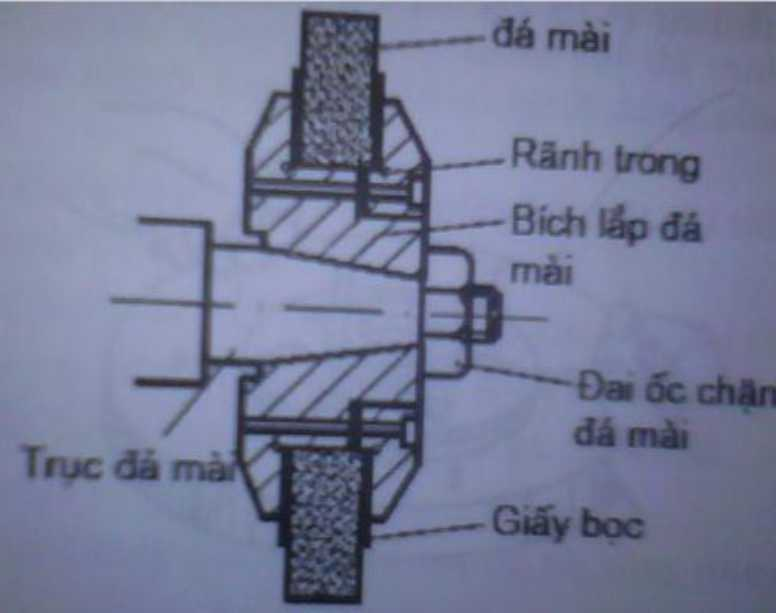 đá mài
Rãnh trong
Bích lắp đá
mài
Đai ốc chặn
đá mài
Trục đá mài
Giấy bọc